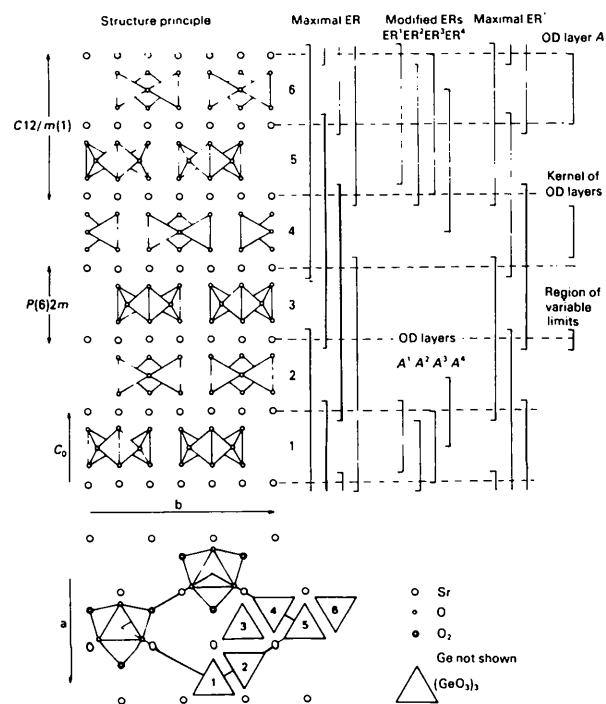 Structure principle
Maximal ER
Modified ERs
ER¹ER²ER³ER⁴
Maximal ER'
OD layer A
6
C12/m(1)
5
Kernel of
OD layers
4
P(6)2m
3
Region of
variable
limits
OD layers
A¹ A² A³ A⁴
2
C₀
1
b
a
1
2
3
4
5
6
Sr
O
O₂
Ge not shown
(GeO₃)₃